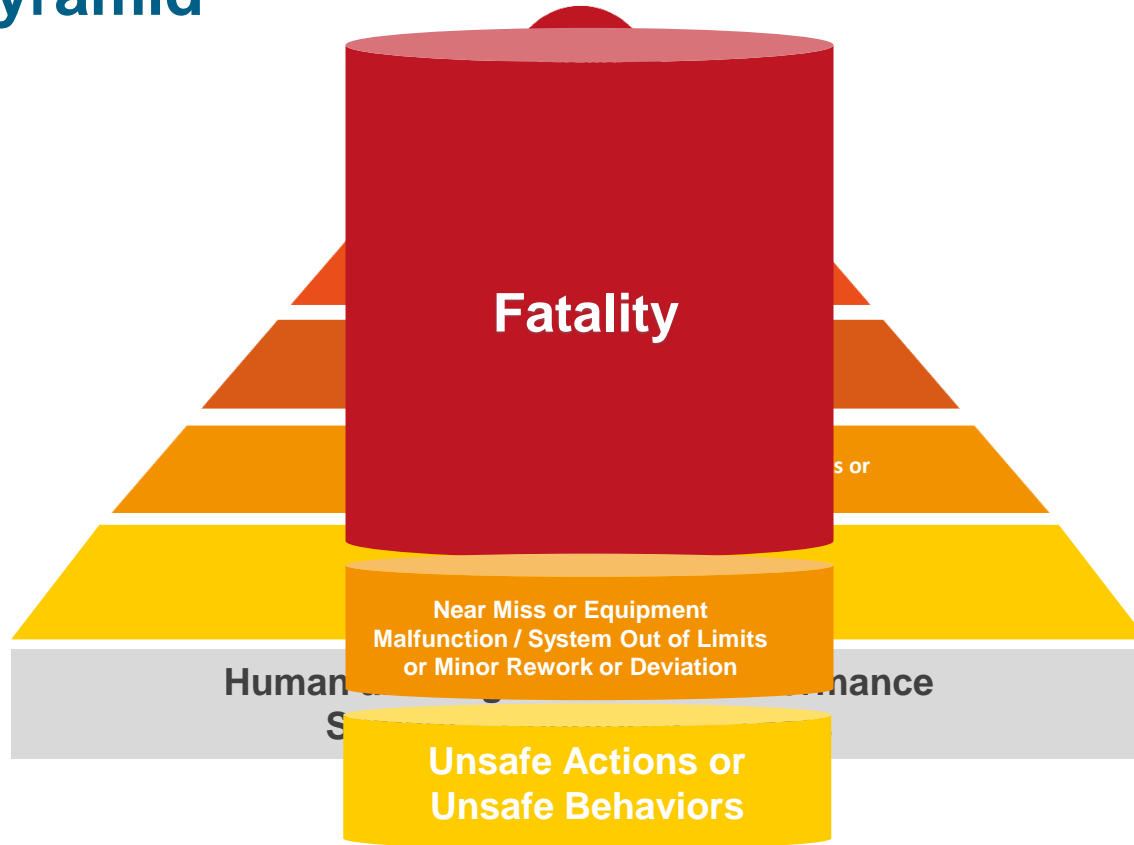 yramid
Fatality
s or
Near Miss or Equipment
Malfunction / System Out of Limits
or Minor Rework or Deviation
Human
S
Unsafe Actions or
Unsafe Behaviors